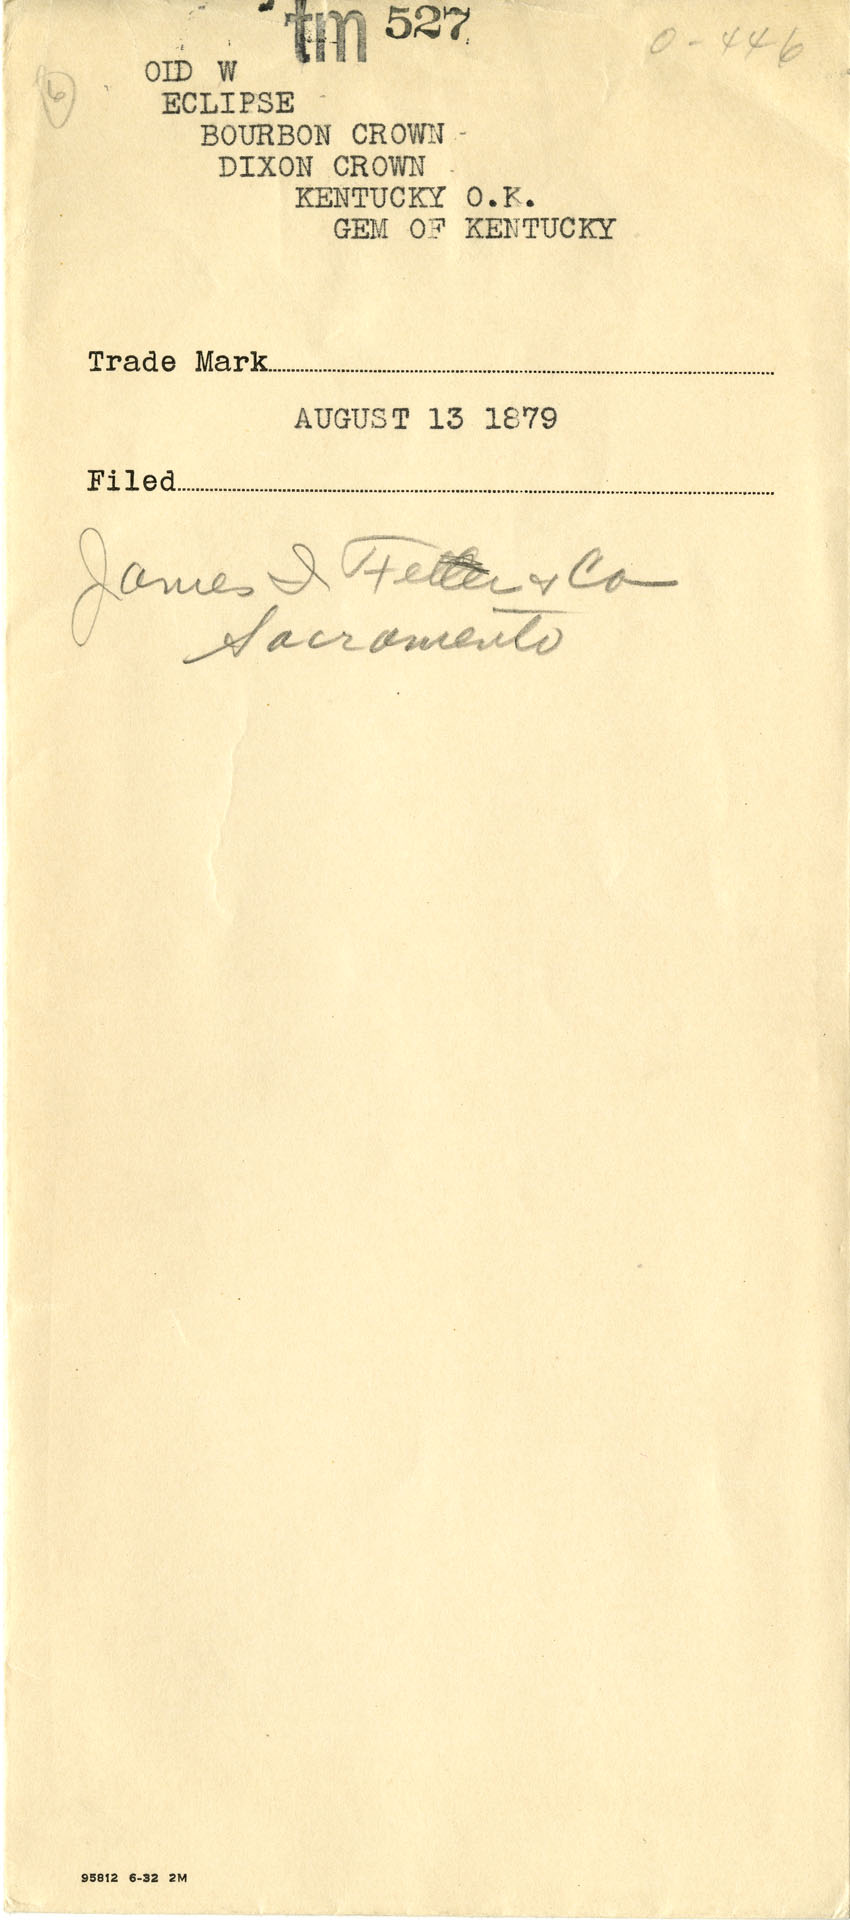 tm 527
0-446
6
OID W
ECLIPSE
BOURBON CROWN -
DIXON CROWN
KENTUCKY O.K.
GEM OF KENTUCKY
Trade Mark
AUGUST 13 1879
Filed
James I & Co
Sacramento
95812 6-32 2M